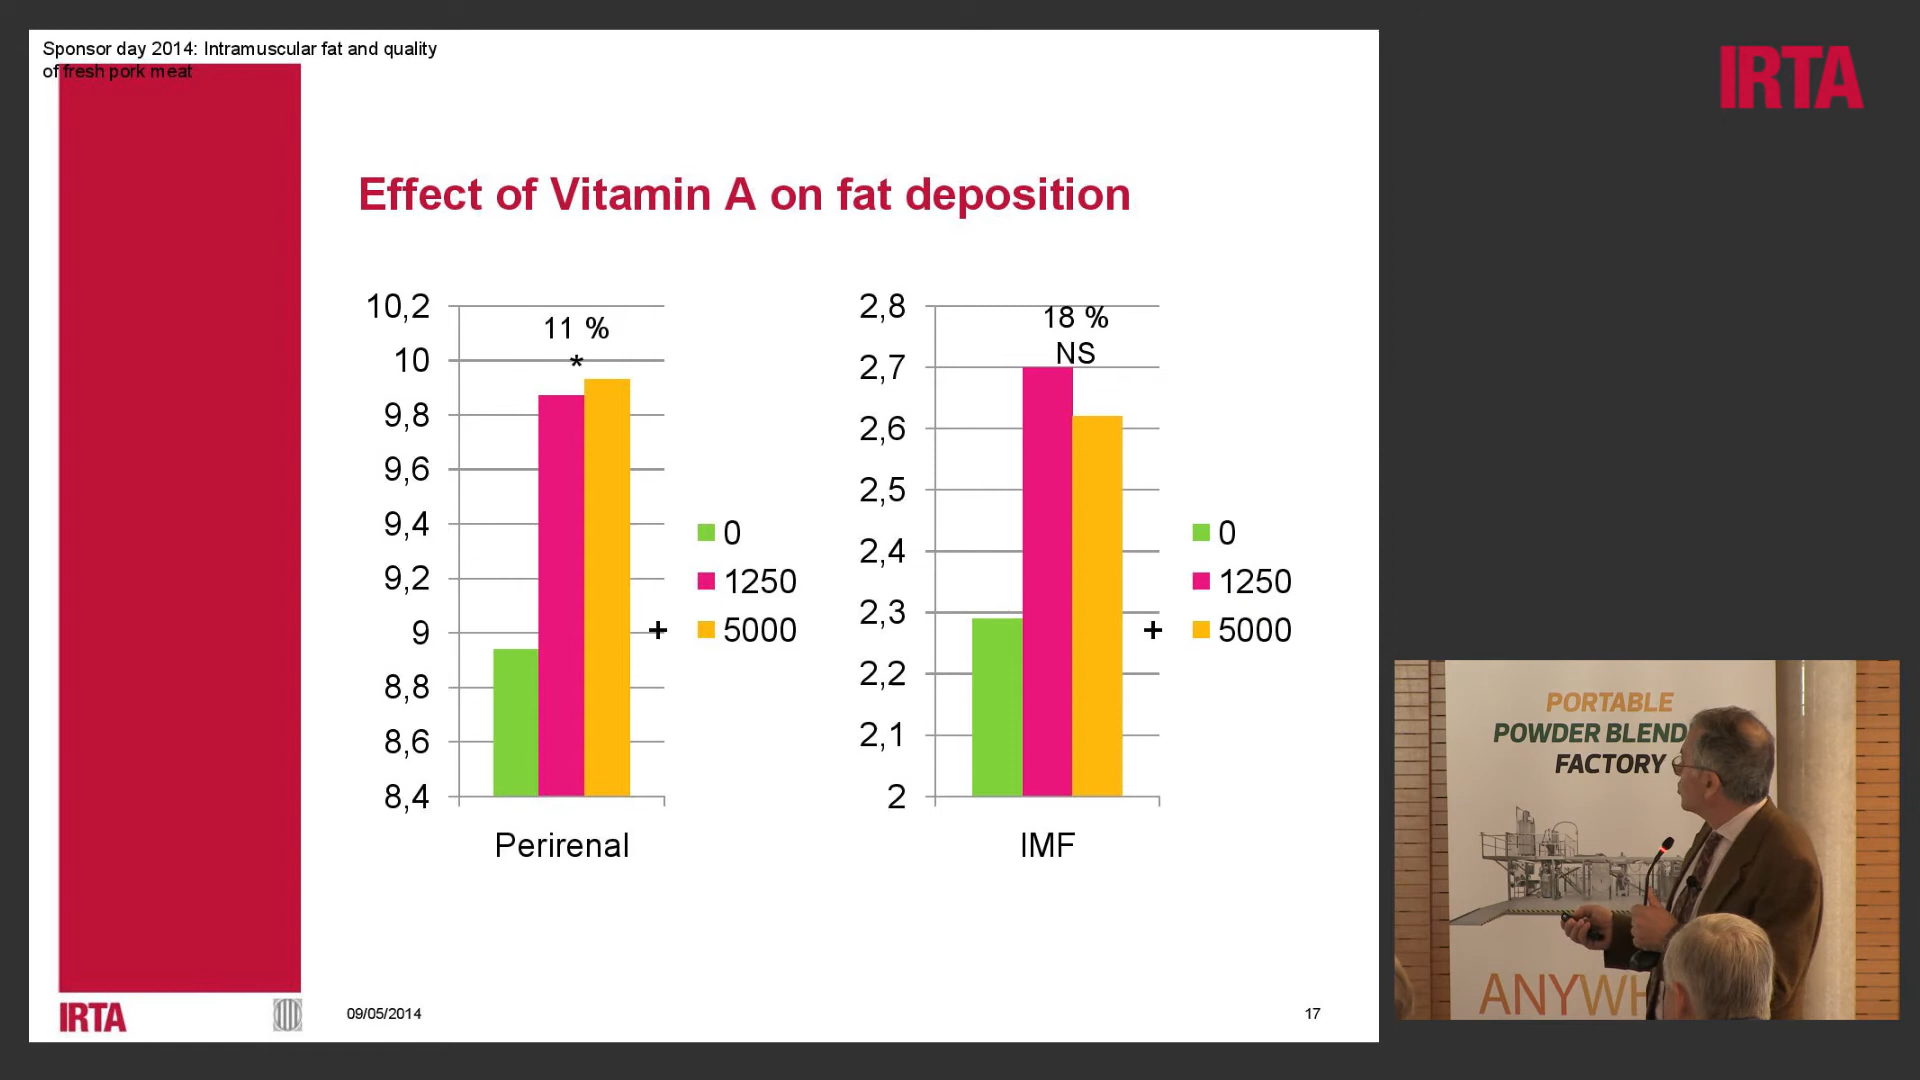 Sponsor day 2014: Intramuscular fat and quality
of fresh pork meat
IRTA
Effect of Vitamin A on fat deposition
10,2
10
9,8
9,6
9,4
9,2
9
8,8
8,6
8,4
11 %
*
Perirenal
0
1250
+ 5000
2,8
2,7
2,6
2,5
2,4
2,3
2,2
2,1
2
18 %
NS
IMF
0
1250
+ 5000
IRTA
09/05/2014
17
PORTABLE
POWDER BLEND
FACTORY
ANYWH